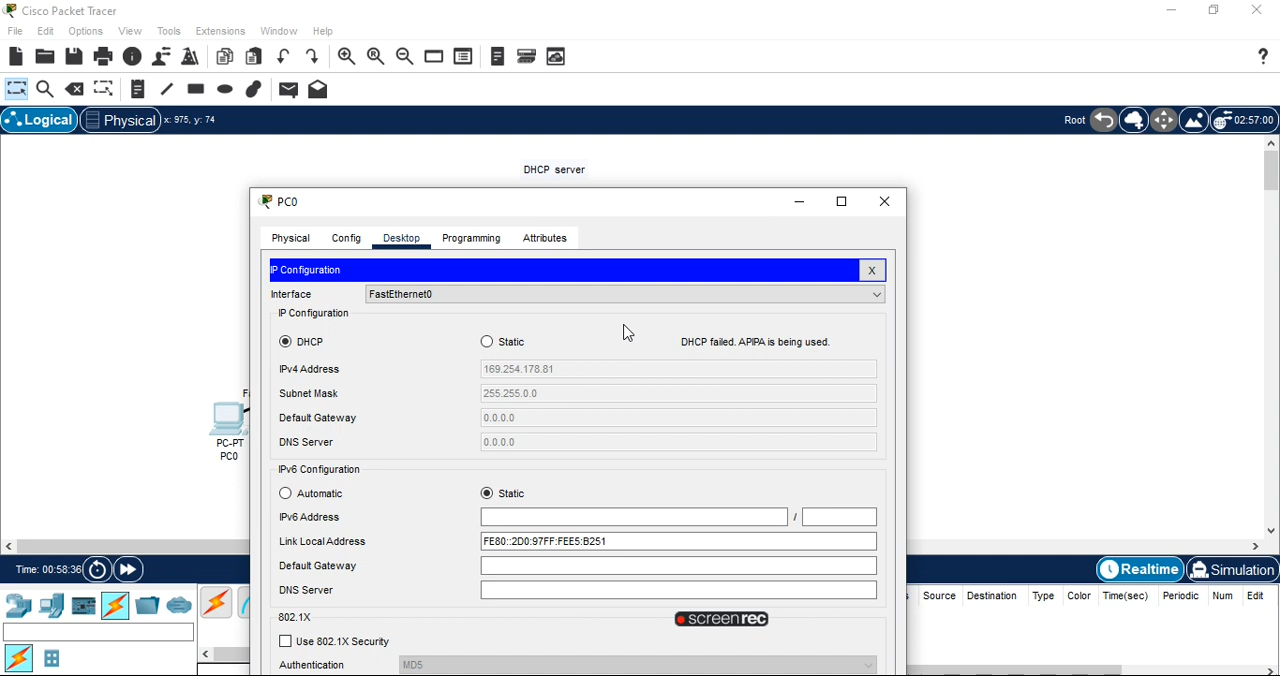 Cisco Packet Tracer
File Edit Options View Tools Extensions Window Help
Logical Physical x: 975, y: 74 Root 02:57:00
DHCP server
PC0
Physical Config Desktop Programming Attributes
IP Configuration X
Interface FastEthernet0
IP Configuration
DHCP Static DHCP failed. APIPA is being used.
IPv4 Address 169.254.178.81
Subnet Mask 255.255.0.0
Default Gateway 0.0.0.0
DNS Server 0.0.0.0
PC-PT
PC0
IPv6 Configuration
Automatic Static
IPv6 Address /
Link Local Address FE80::2D0:97FF:FEE5:B251
Default Gateway
DNS Server
802.1X
Use 802.1X Security
Authentication MD5
screenrec
Time: 00:58:36 Realtime Simulation
Source Destination Type Color Time(sec) Periodic Num Edit